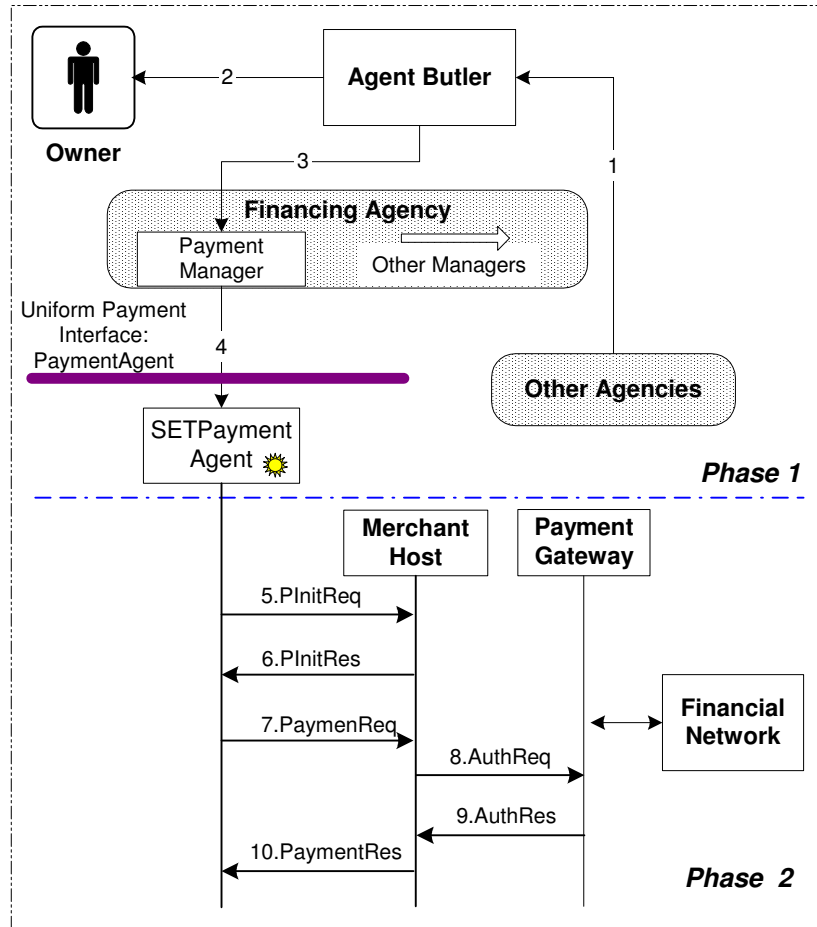 2
Agent Butler
Owner
3
1
Financing Agency
Payment
Manager
Other Managers
Uniform Payment
Interface:
PaymentAgent
4
Other Agencies
SETPayment
Agent
Phase 1
Merchant
Host
Payment
Gateway
5.PInitReq
6.PInitRes
7.PaymenReq
Financial
Network
8.AuthReq
9.AuthRes
10.PaymentRes
Phase 2